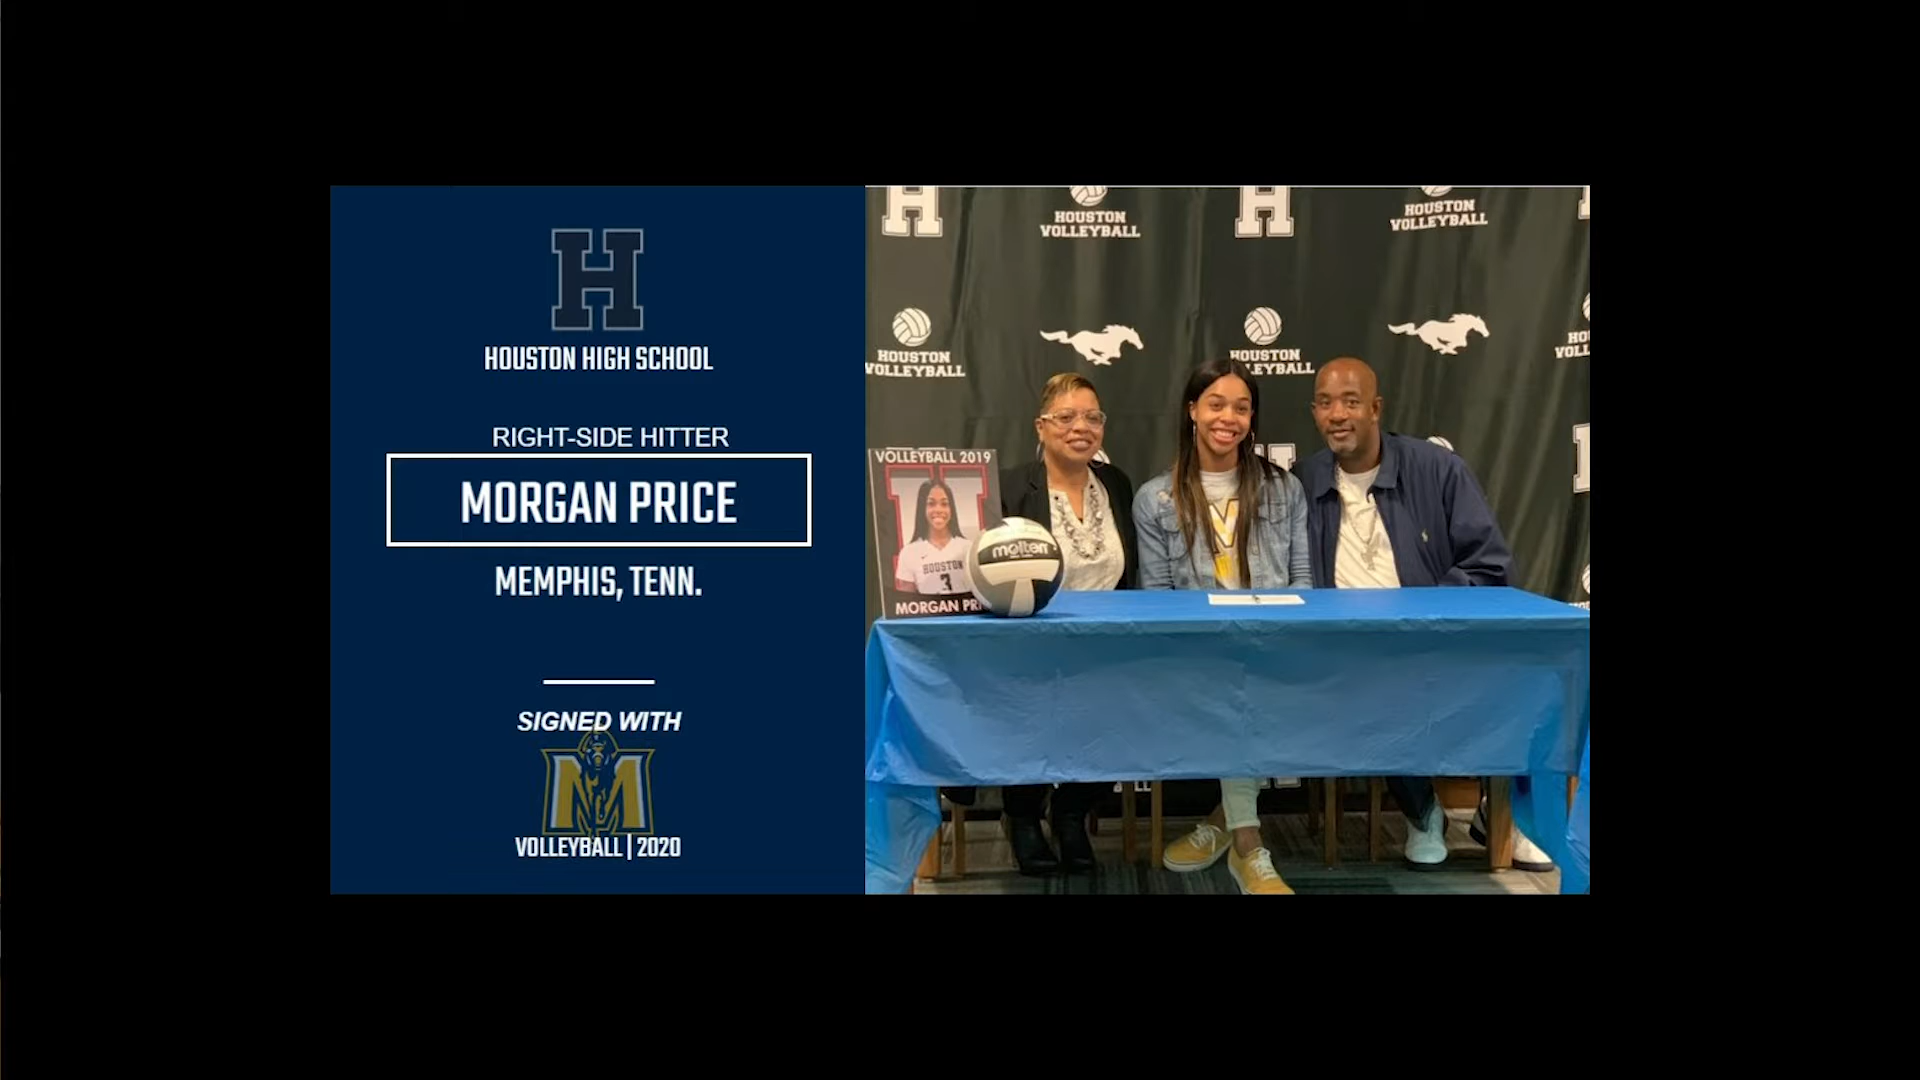 H
HOUSTON HIGH SCHOOL
RIGHT-SIDE HITTER
MORGAN PRICE
MEMPHIS, TENN.
SIGNED WITH
M
VOLLEYBALL | 2020
H
HOUSTON
VOLLEYBALL
H
HOUSTON
VOLLEYBALL
HOUSTON
VOLLEYBALL
HOUSTON
VOLLEYBALL
VOLLEYBALL 2019
H
HOUSTON
3
MORGAN
molten
M